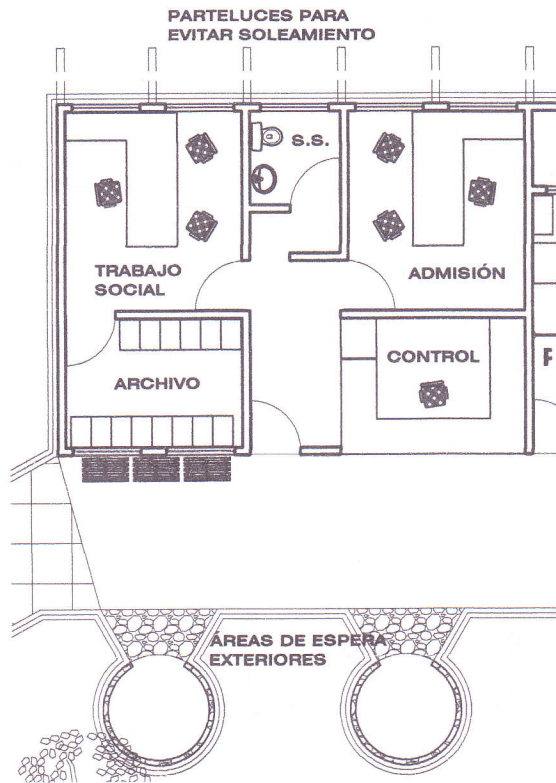 PARTELUCES PARA
EVITAR SOLEAMIENTO
S.S.
TRABAJO
SOCIAL
ADMISIÓN
CONTROL
ARCHIVO
ÁREAS DE ESPERA
EXTERIORES